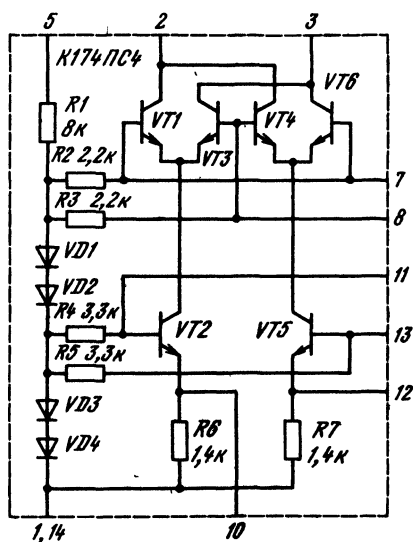 5 2 3
К174ПС4
R1
8к
VT1
VT3
VT4
VT6
R2 2,2к
7
R3 2,2к
8
VD1
11
VD2
R4 3,3к
VT2
VT5
13
R5 3,3к
12
VD3
R6
1,4к
R7
1,4к
VD4
1,14 10